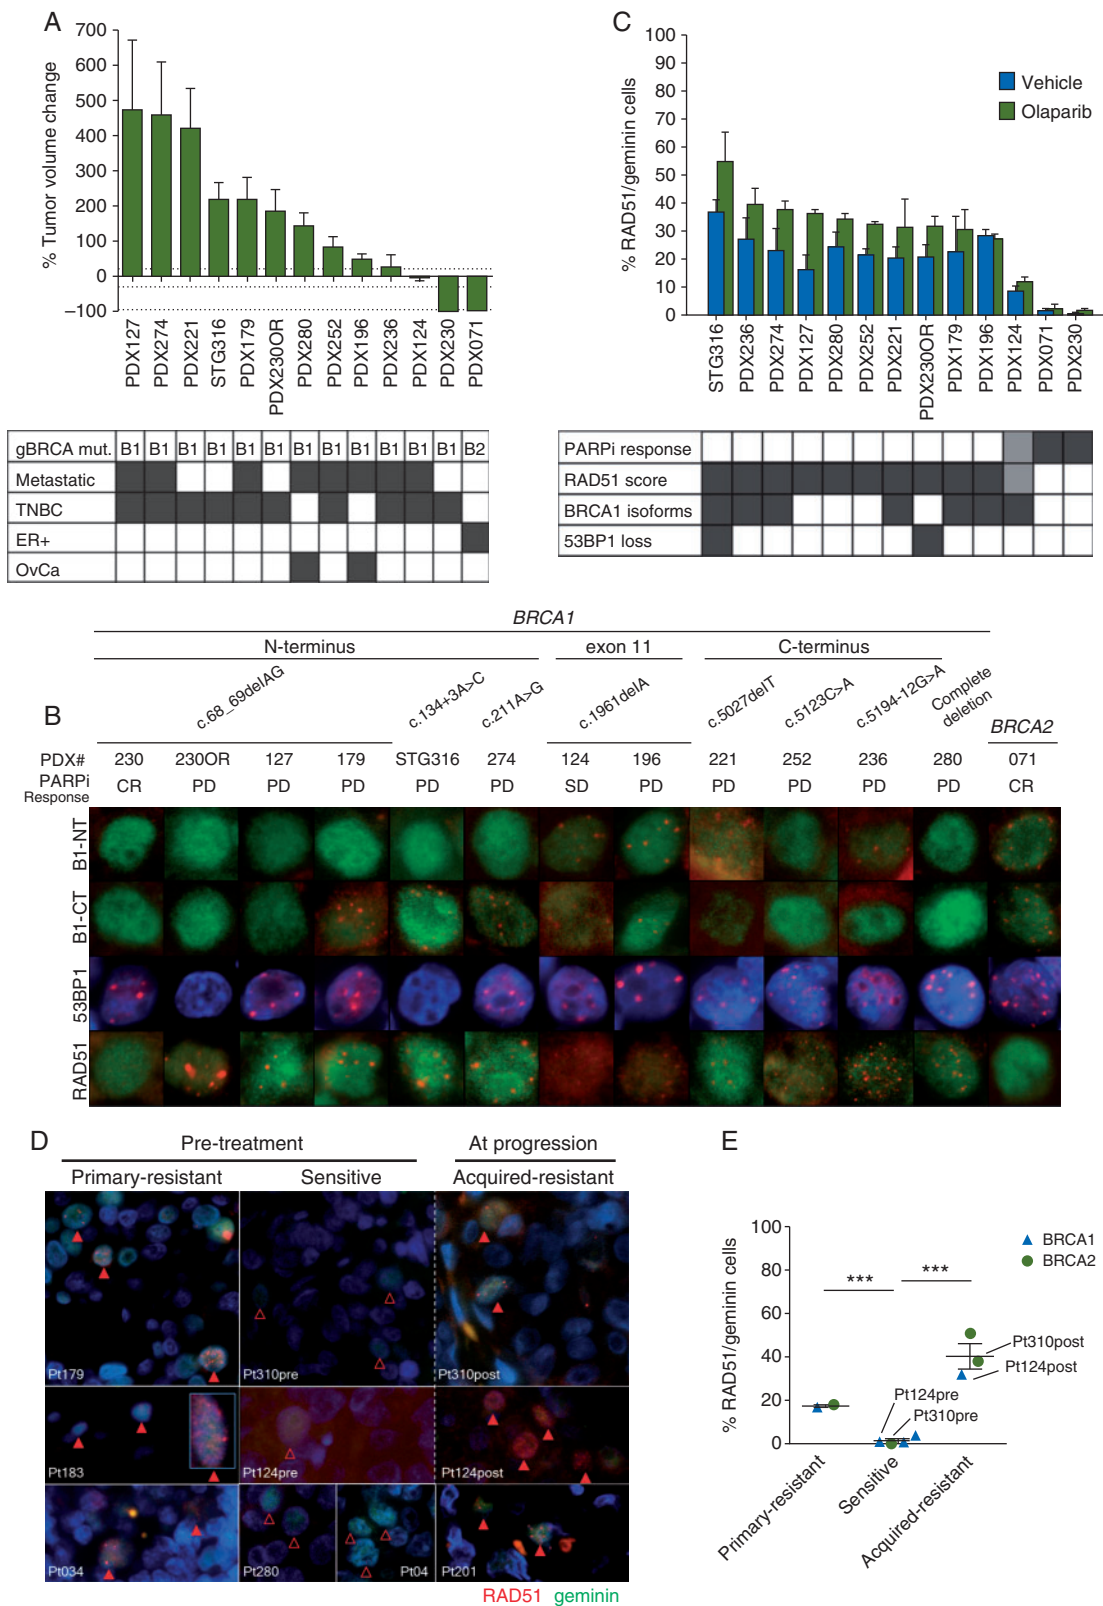 A
700
600
500
400
300
200
100
0
−100
% Tumor volume change
PDX127
PDX274
PDX221
STG316
PDX179
PDX230OR
PDX280
PDX252
PDX196
PDX236
PDX124
PDX230
PDX071
gBRCA mut. B1 B1 B1 B1 B1 B1 B1 B1 B1 B1 B1 B1 B2
Metastatic
TNBC
ER+
OvCa
C
100
90
80
70
60
50
40
30
20
10
0
% RAD51/geminin cells
Vehicle
Olaparib
STG316
PDX236
PDX274
PDX127
PDX280
PDX252
PDX221
PDX230OR
PDX179
PDX196
PDX124
PDX071
PDX230
PARPi response
RAD51 score
BRCA1 isoforms
53BP1 loss
BRCA1
N-terminus exon 11 C-terminus
B
c.68_69delAG
c.134+3A>C
c.211A>G
c.1961delA
c.5027delT
c.5123C>A
c.5194-12G>A
Complete
deletion
BRCA2
PDX# 230 230OR 127 179 STG316 274 124 196 221 252 236 280 071
PARPi CR PD PD PD PD PD SD PD PD PD PD PD CR
Response
B1-NT
B1-CT
53BP1
RAD51
D
Pre-treatment At progression
Primary-resistant Sensitive Acquired-resistant
Pt179 Pt310pre Pt310post
Pt183 Pt124pre Pt124post
Pt034 Pt280 Pt04 Pt201
RAD51 geminin
E
100
80
60
40
20
0
% RAD51/geminin cells
BRCA1
BRCA2
*** ***
Pt310post
Pt124post
Pt124pre
Pt310pre
Primary-resistant
Sensitive
Acquired-resistant